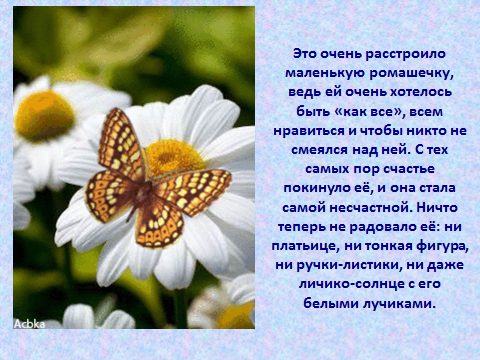 Это очень расстроило
маленькую ромашечку,
ведь ей очень хотелось
быть «как все», всем
нравиться и чтобы никто не
смеялся над ней. С тех
самых пор счастье
покинуло её, и она стала
самой несчастной. Ничто
теперь не радовало её: ни
платьице, ни тонкая фигура,
ни ручки-листики, ни даже
личико-солнце с его
белыми лучиками.
Acbka